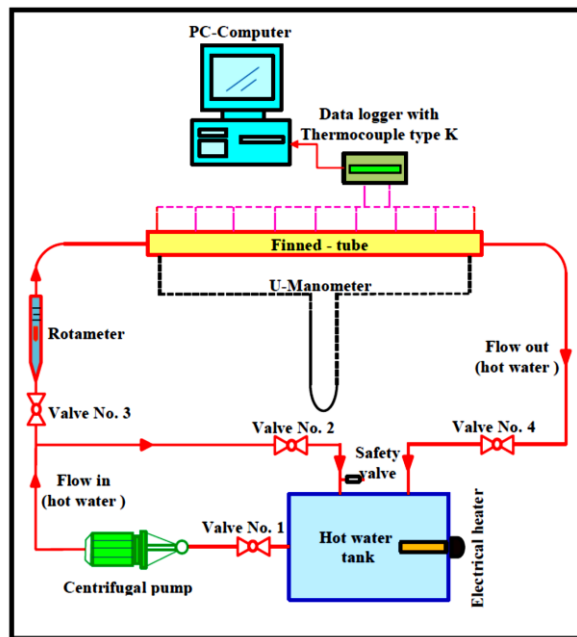 PC-Computer
Data logger with
Thermocouple type K
Finned - tube
U-Manometer
Rotameter
Flow out
(hot water )
Valve No. 3
Valve No. 2
Valve No. 4
Safety
valve
Flow in
(hot water )
Valve No. 1
Hot water
tank
Electrical heater
Centrifugal pump